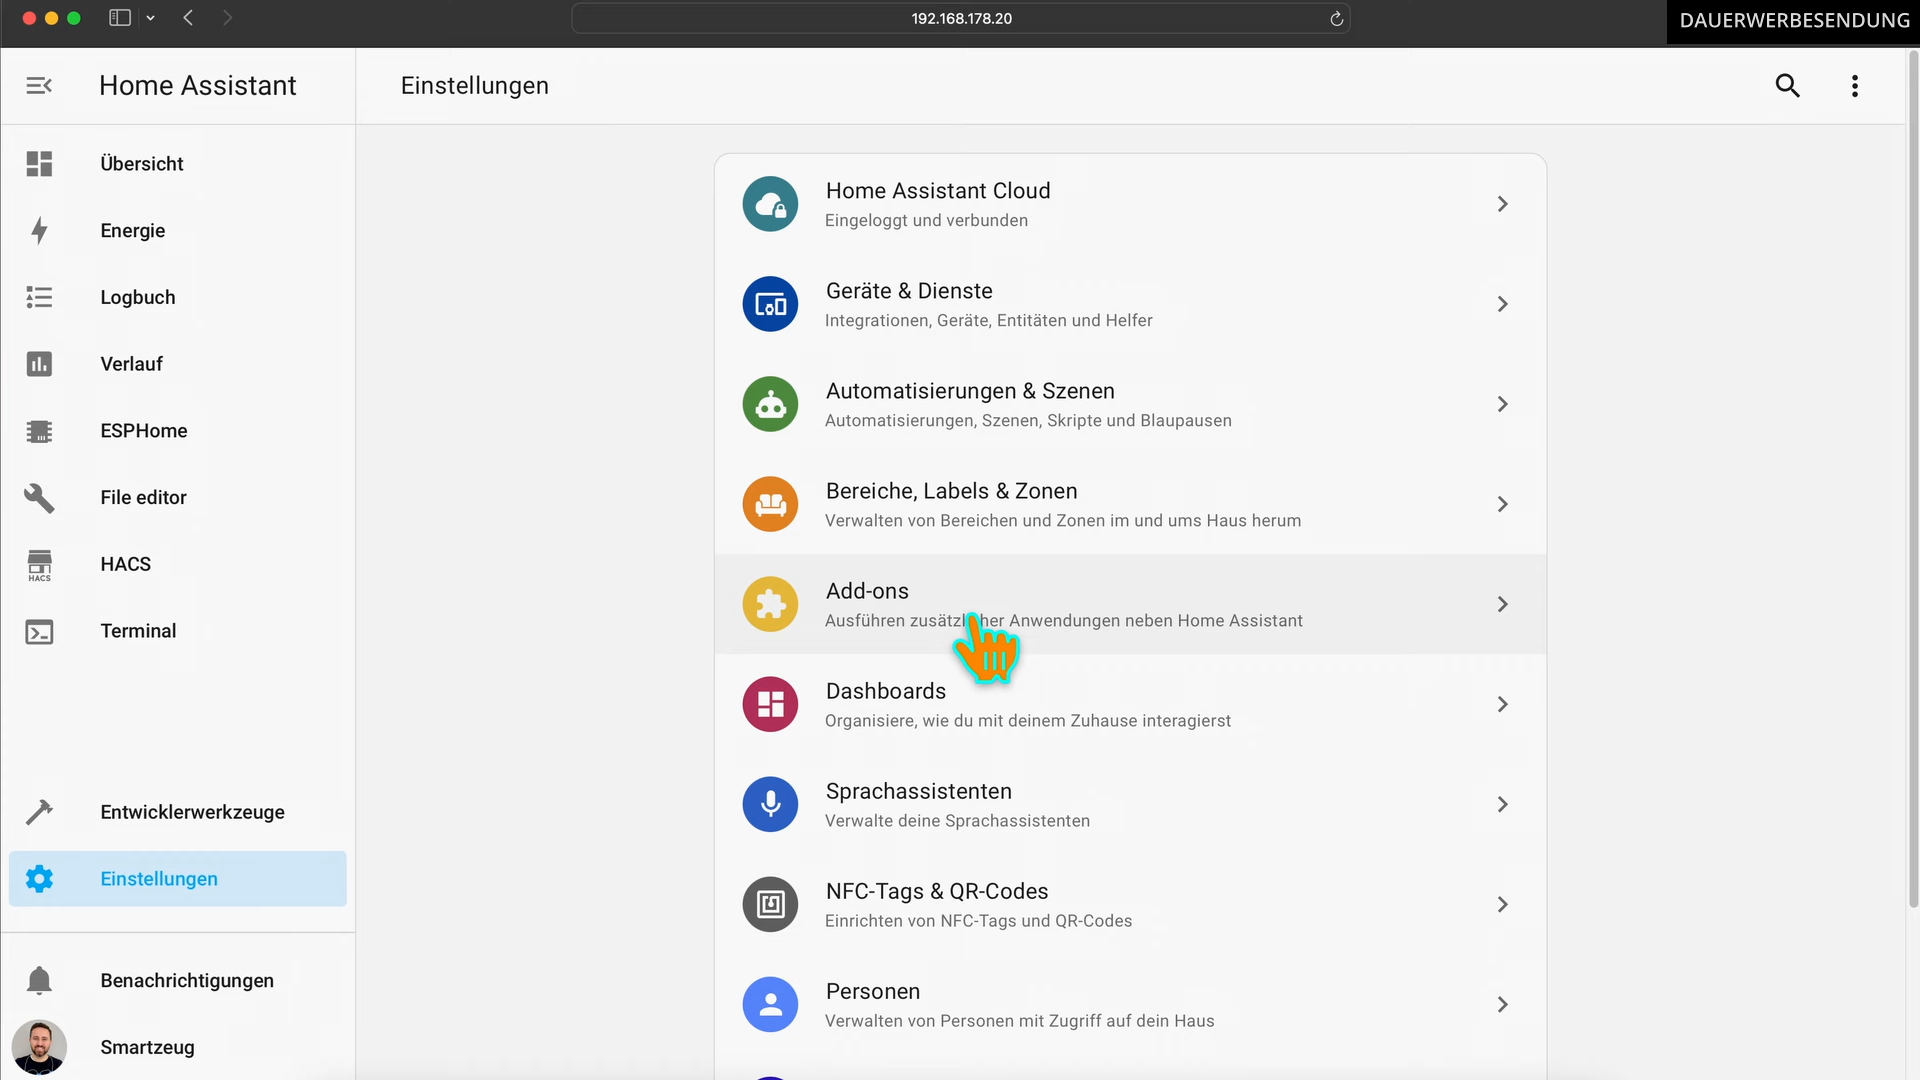 192.168.178.20
DAUERWERBESENDUNG
Home Assistant
Einstellungen
Übersicht
Energie
Logbuch
Verlauf
ESPHome
File editor
HACS
HACS
Terminal
Entwicklerwerkzeuge
Einstellungen
Benachrichtigungen
Smartzeug
Home Assistant Cloud
Eingeloggt und verbunden
Geräte & Dienste
Integrationen, Geräte, Entitäten und Helfer
Automatisierungen & Szenen
Automatisierungen, Szenen, Skripte und Blaupausen
Bereiche, Labels & Zonen
Verwalten von Bereichen und Zonen im und ums Haus herum
Add-ons
Ausführen zusätzlicher Anwendungen neben Home Assistant
Dashboards
Organisiere, wie du mit deinem Zuhause interagierst
Sprachassistenten
Verwalte deine Sprachassistenten
NFC-Tags & QR-Codes
Einrichten von NFC-Tags und QR-Codes
Personen
Verwalten von Personen mit Zugriff auf dein Haus